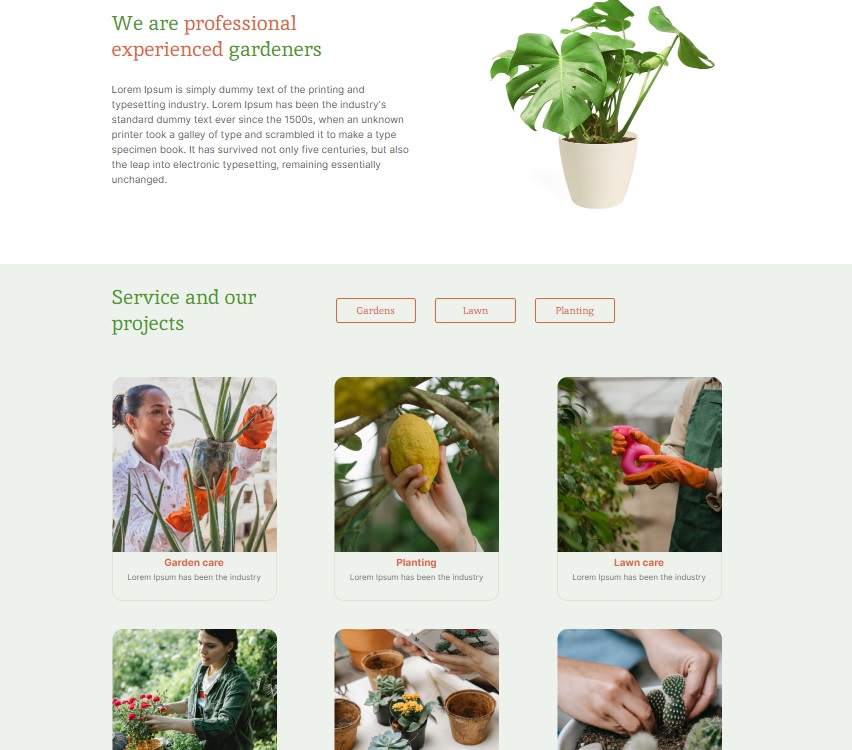 We are professional
experienced gardeners
Lorem Ipsum is simply dummy text of the printing and
typesetting industry. Lorem Ipsum has been the industry's
standard dummy text ever since the 1500s, when an unknown
printer took a galley of type and scrambled it to make a type
specimen book. It has survived not only five centuries, but also
the leap into electronic typesetting, remaining essentially
unchanged.
Service and our
projects
Gardens
Lawn
Planting
Garden care
Lorem Ipsum has been the industry
Planting
Lorem Ipsum has been the industry
Lawn care
Lorem Ipsum has been the industry